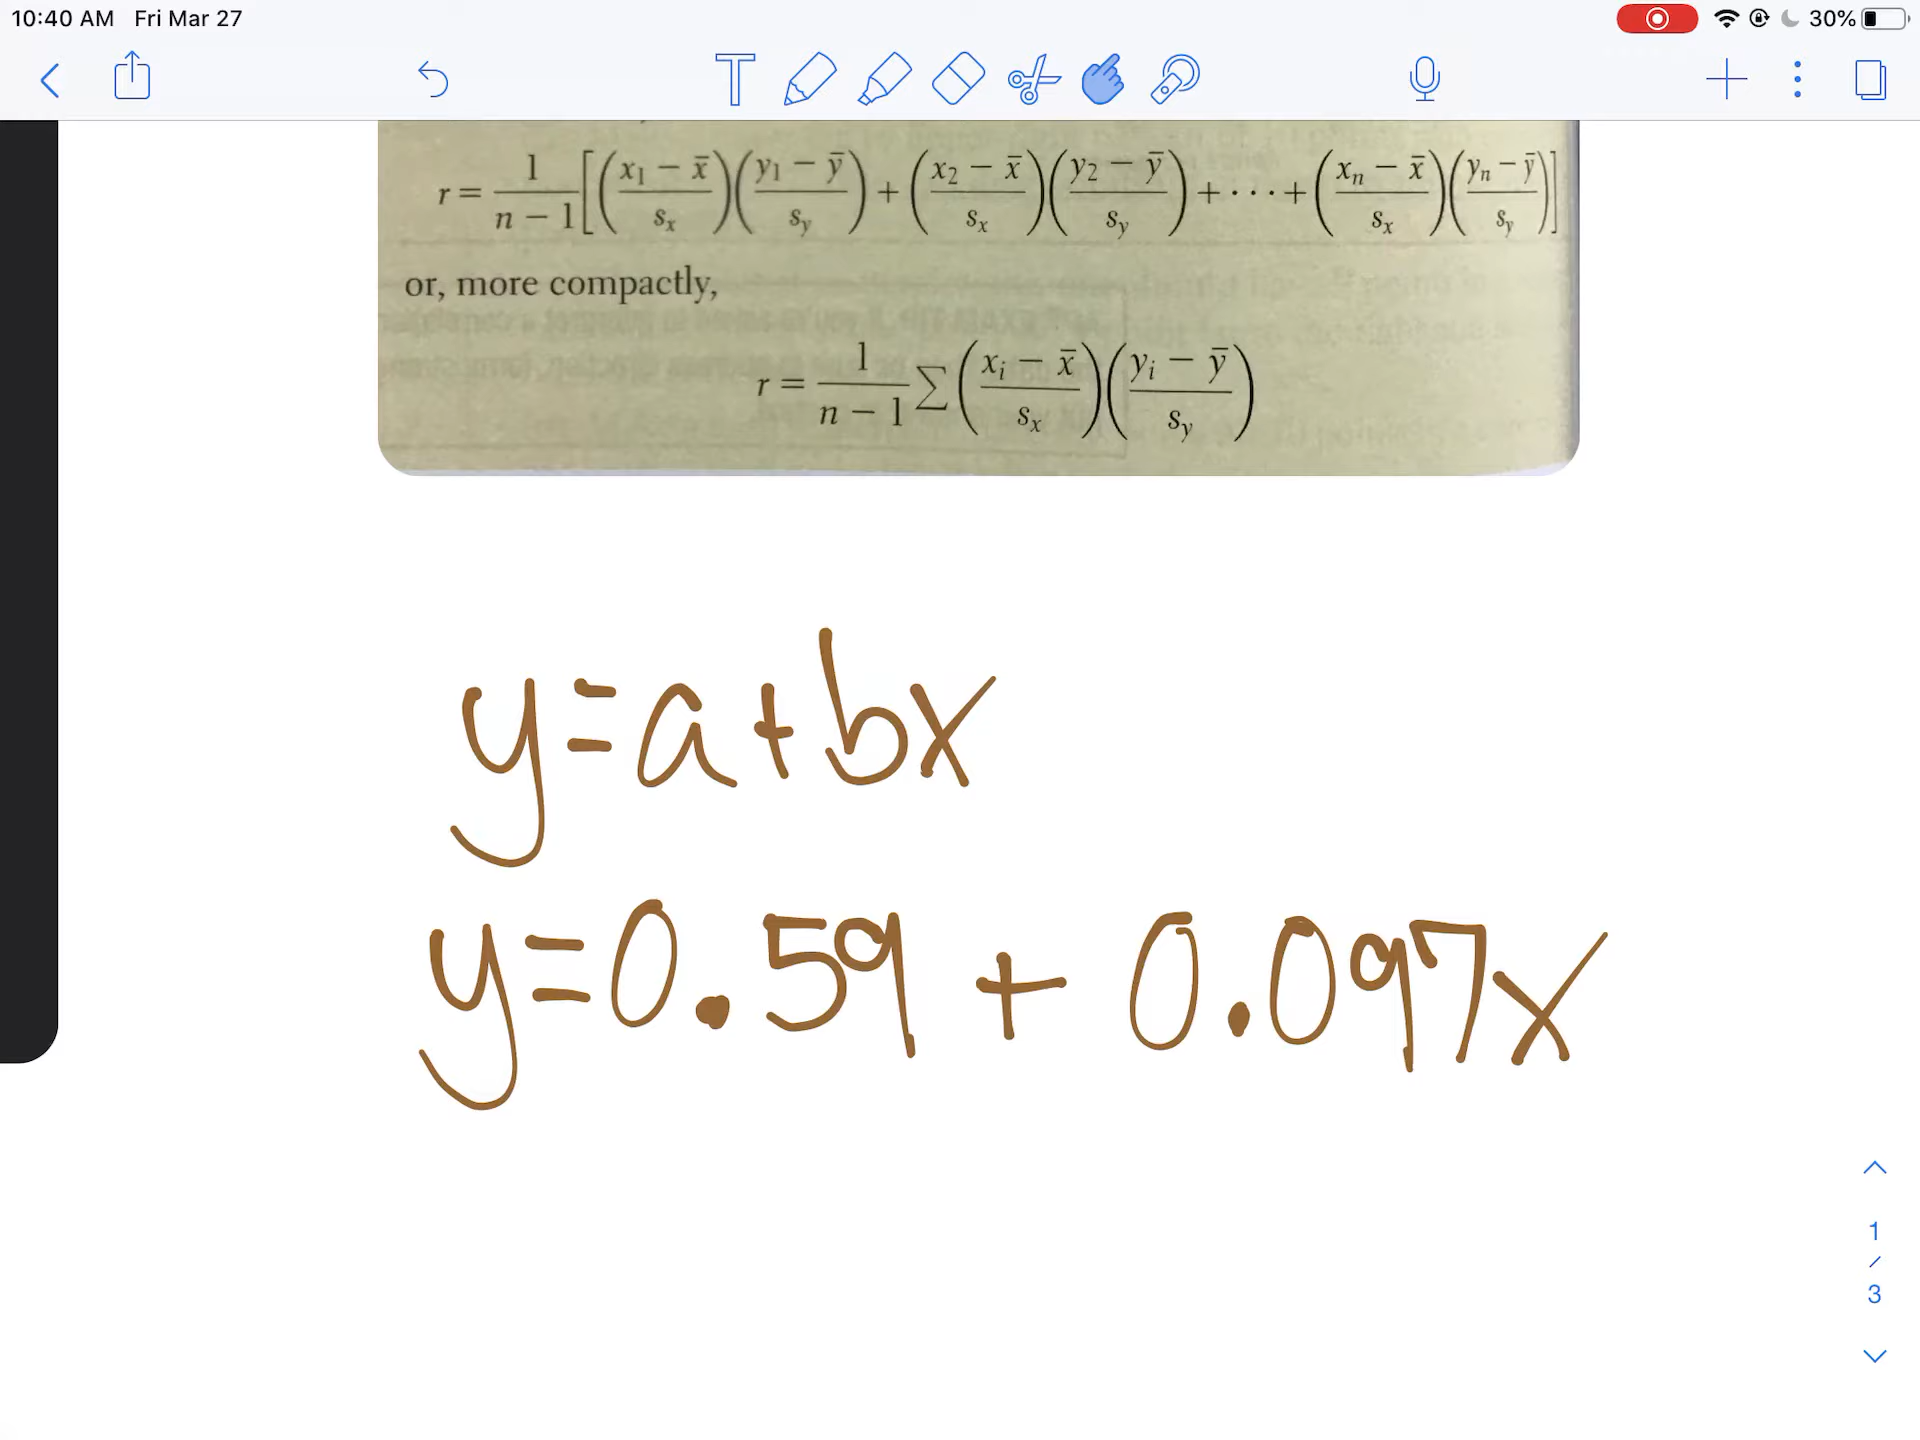 10:40 AM Fri Mar 27 30%
T
r = 1/(n − 1)[((x₁ − x̄)/sₓ)((y₁ − ȳ)/s_y) + ((x₂ − x̄)/sₓ)((y₂ − ȳ)/s_y) + · · · + ((xₙ − x̄)/sₓ)((yₙ − ȳ)/s_y)]
or, more compactly,
r = 1/(n − 1) ∑ ((xᵢ − x̄)/sₓ)((yᵢ − ȳ)/s_y)
y=a+bx
y=0.59 + 0.097x
1
/
3